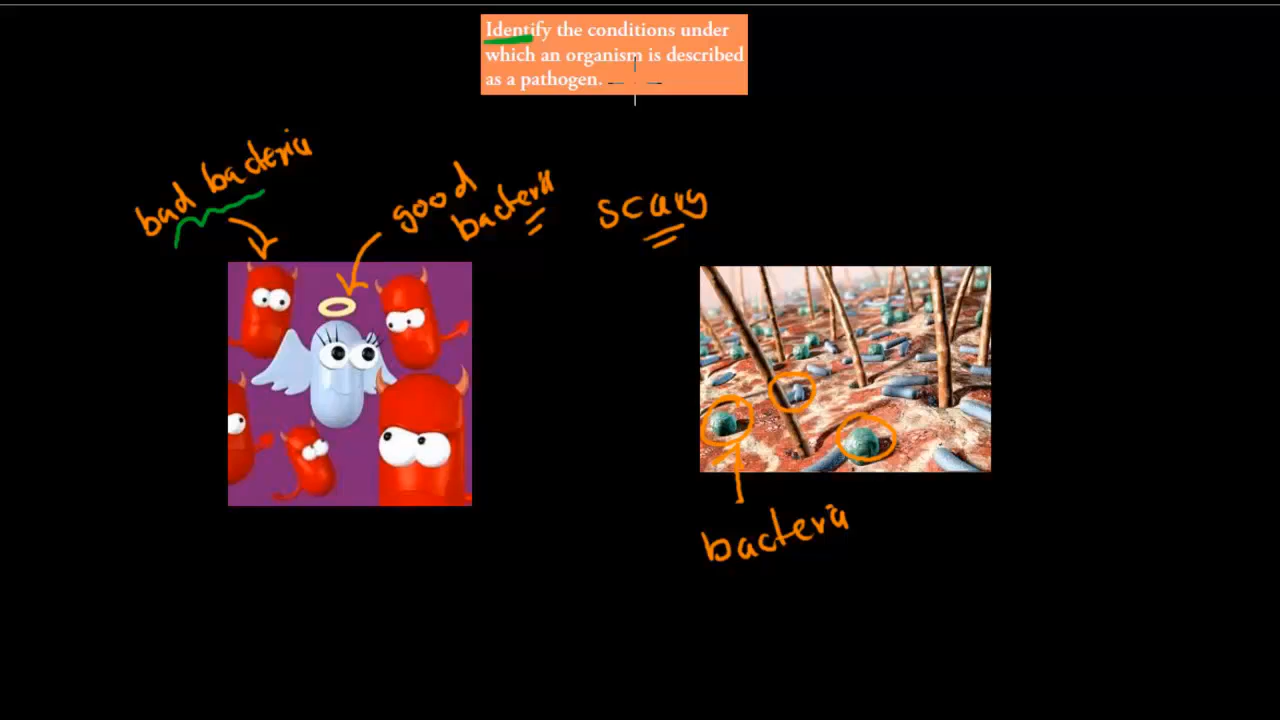 Identify the conditions under
which an organism is described
as a pathogen.
bad bacteria
good
bacteria
scary
bacteria